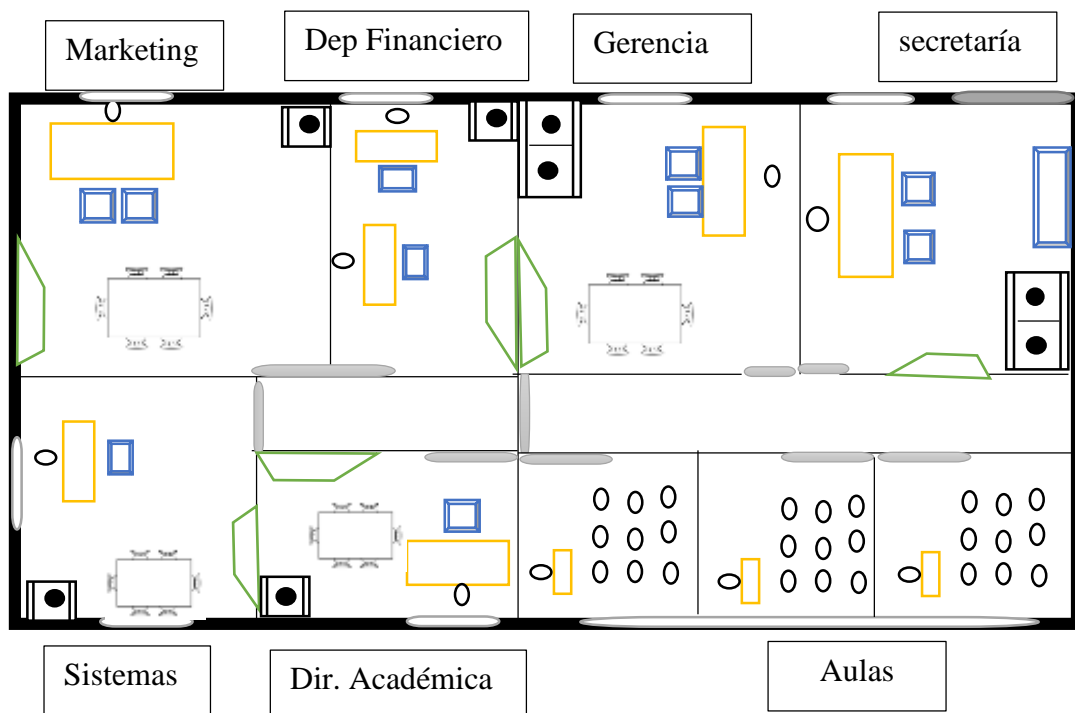 Marketing
Dep Financiero
Gerencia
secretaría
Sistemas
Dir. Académica
Aulas